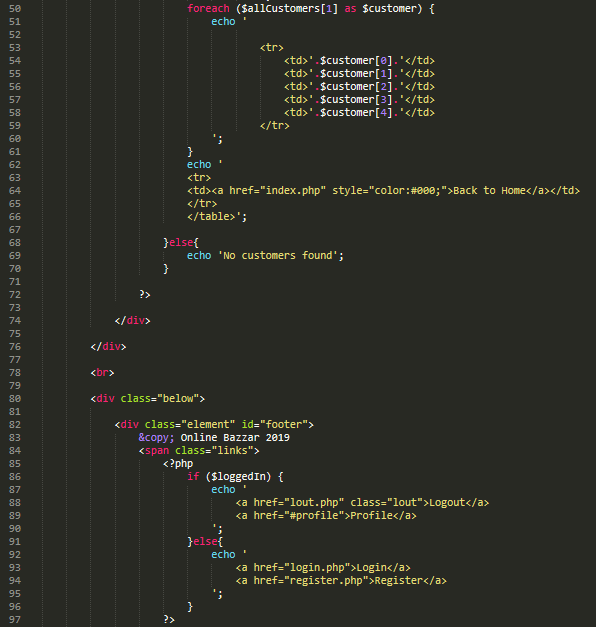 50 foreach ($allCustomers[1] as $customer) {
51 echo '
52
53 <tr>
54 <td>'.$customer[0].'</td>
55 <td>'.$customer[1].'</td>
56 <td>'.$customer[2].'</td>
57 <td>'.$customer[3].'</td>
58 <td>'.$customer[4].'</td>
59 </tr>
60 ';
61 }
62 echo '
63 <tr>
64 <td><a href="index.php" style="color:#000;">Back to Home</a></td>
65 </tr>
66 </table>';
67
68 }else{
69 echo 'No customers found';
70 }
71
72 ?>
73
74 </div>
75
76 </div>
77
78 <br>
79
80 <div class="below">
81
82 <div class="element" id="footer">
83 &copy; Online Bazzar 2019
84 <span class="links">
85 <?php
86 if ($loggedIn) {
87 echo '
88 <a href="lout.php" class="lout">Logout</a>
89 <a href="#profile">Profile</a>
90 ';
91 }else{
92 echo '
93 <a href="login.php">Login</a>
94 <a href="register.php">Register</a>
95 ';
96 }
97 ?>